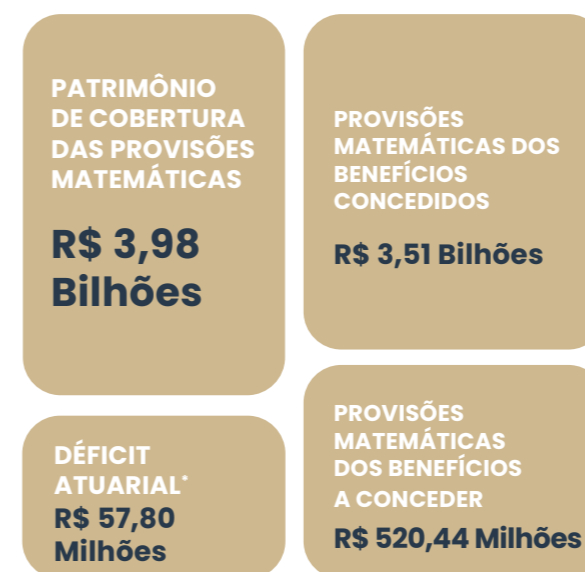 PATRIMÔNIO
DE COBERTURA
DAS PROVISÕES
MATEMÁTICAS
R$ 3,98
Bilhões
DÉFICIT
ATUARIAL*
R$ 57,80
Milhões
PROVISÕES
MATEMÁTICAS DOS
BENEFÍCIOS
CONCEDIDOS
R$ 3,51 Bilhões
PROVISÕES
MATEMÁTICAS
DOS BENEFÍCIOS
A CONCEDER
R$ 520,44 Milhões